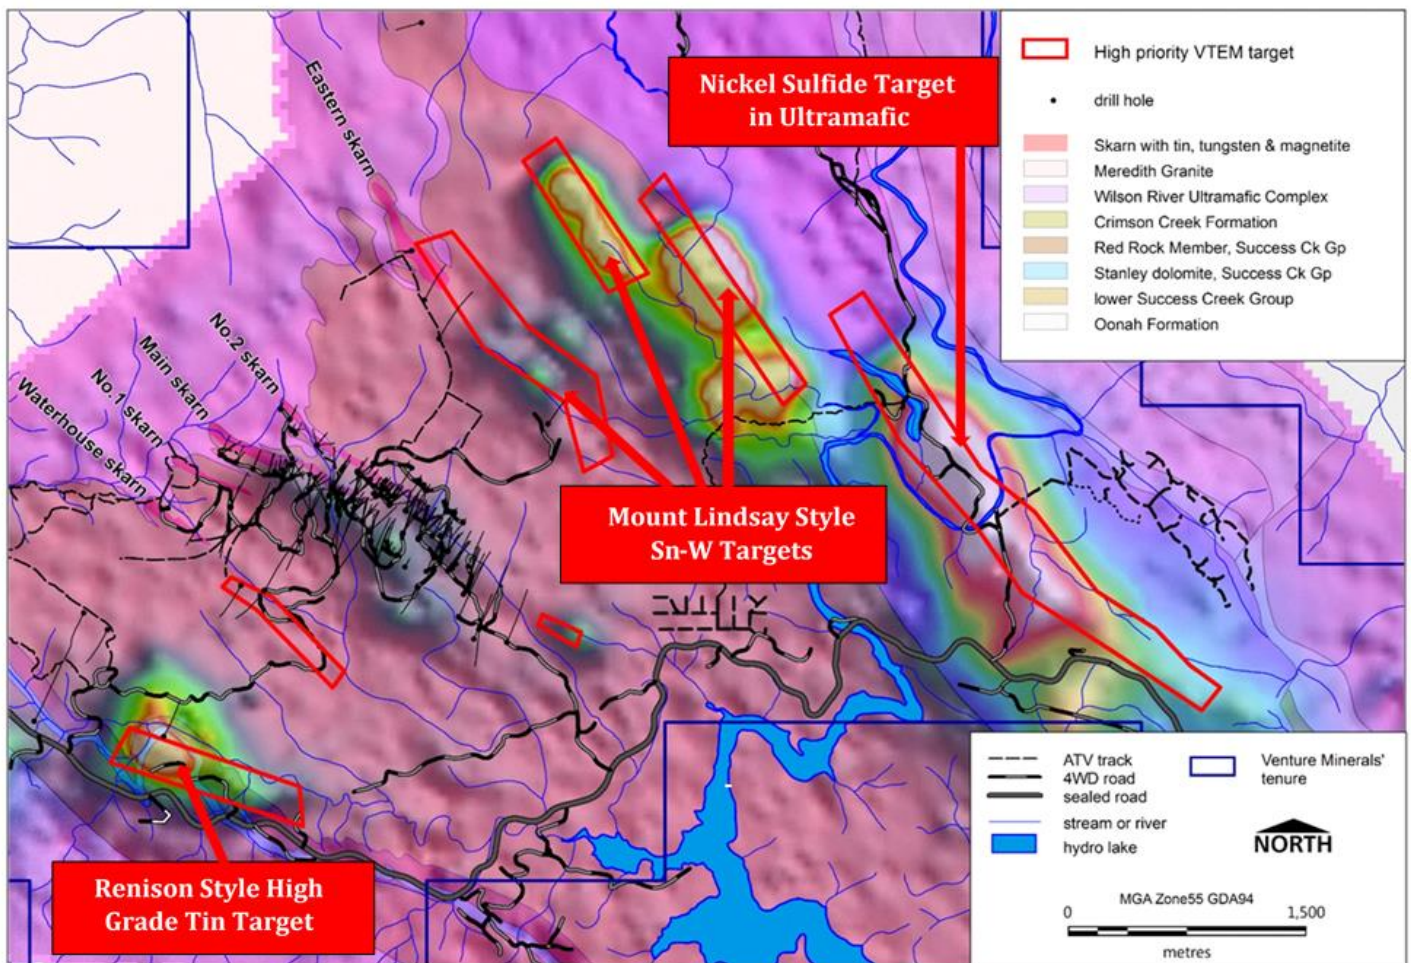 Nickel Sulfide Target
in Ultramafic
High priority VTEM target
drill hole
Skarn with tin, tungsten & magnetite
Meredith Granite
Wilson River Ultramafic Complex
Crimson Creek Formation
Red Rock Member, Success Ck Gp
Stanley dolomite, Success Ck Gp
lower Success Creek Group
Oonah Formation
Eastern skarn
No.2 skarn
Main skarn
No.1 skarn
Waterhouse skarn
Mount Lindsay Style
Sn-W Targets
Renison Style High
Grade Tin Target
ATV track
4WD road
sealed road
stream or river
hydro lake
Venture Minerals'
tenure
NORTH
MGA Zone55 GDA94
0 1,500
metres